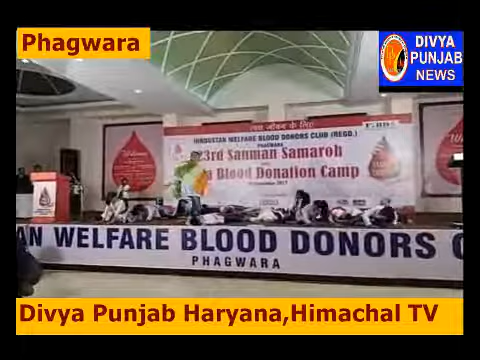 Phagwara
DIVYA
PUNJAB
NEWS
HINDUSTAN WELFARE BLOOD DONORS CLUB (REGD.)
PHAGWARA
3rd Sanman Samaroh
Blood Donation Camp
AN WELFARE BLOOD DONORS C
PHAGWARA
Divya Punjab Haryana,Himachal TV